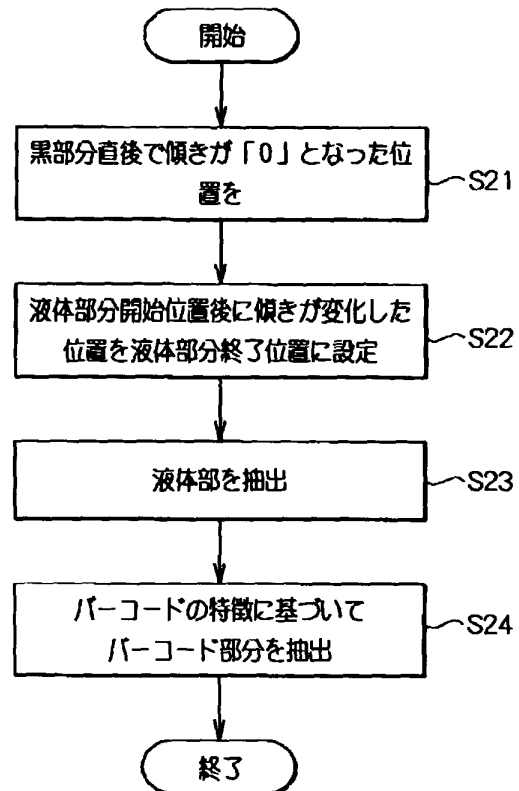 開始
黒部分直後で傾きが「0」となった位
置を
S21
液体部分開始位置後に傾きが変化した
位置を液体部分終了位置に設定
S22
液体部を抽出
S23
バーコードの特徴に基づいて
バーコード部分を抽出
S24
終了